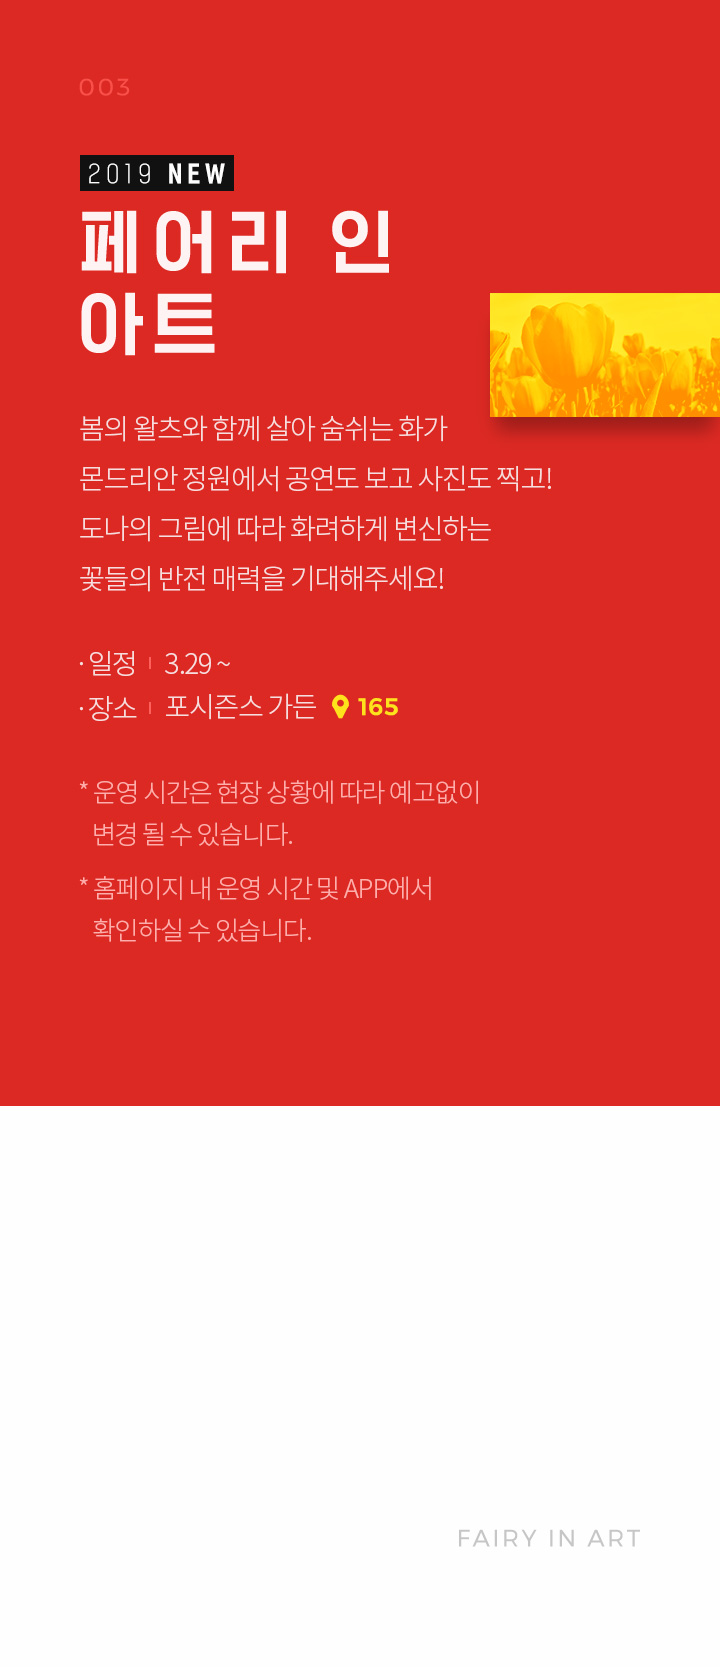 003
2019 NEW
페어리 인
아트
봄의 왈츠와 함께 살아 숨쉬는 화가
몬드리안 정원에서 공연도 보고 사진도 찍고!
도나의 그림에 따라 화려하게 변신하는
꽃들의 반전 매력을 기대해주세요!
· 일정 | 3.29 ~
· 장소 | 포시즌스 가든 165
* 운영 시간은 현장 상황에 따라 예고없이
변경 될 수 있습니다.
* 홈페이지 내 운영 시간 및 APP에서
확인하실 수 있습니다.
FAIRY IN ART